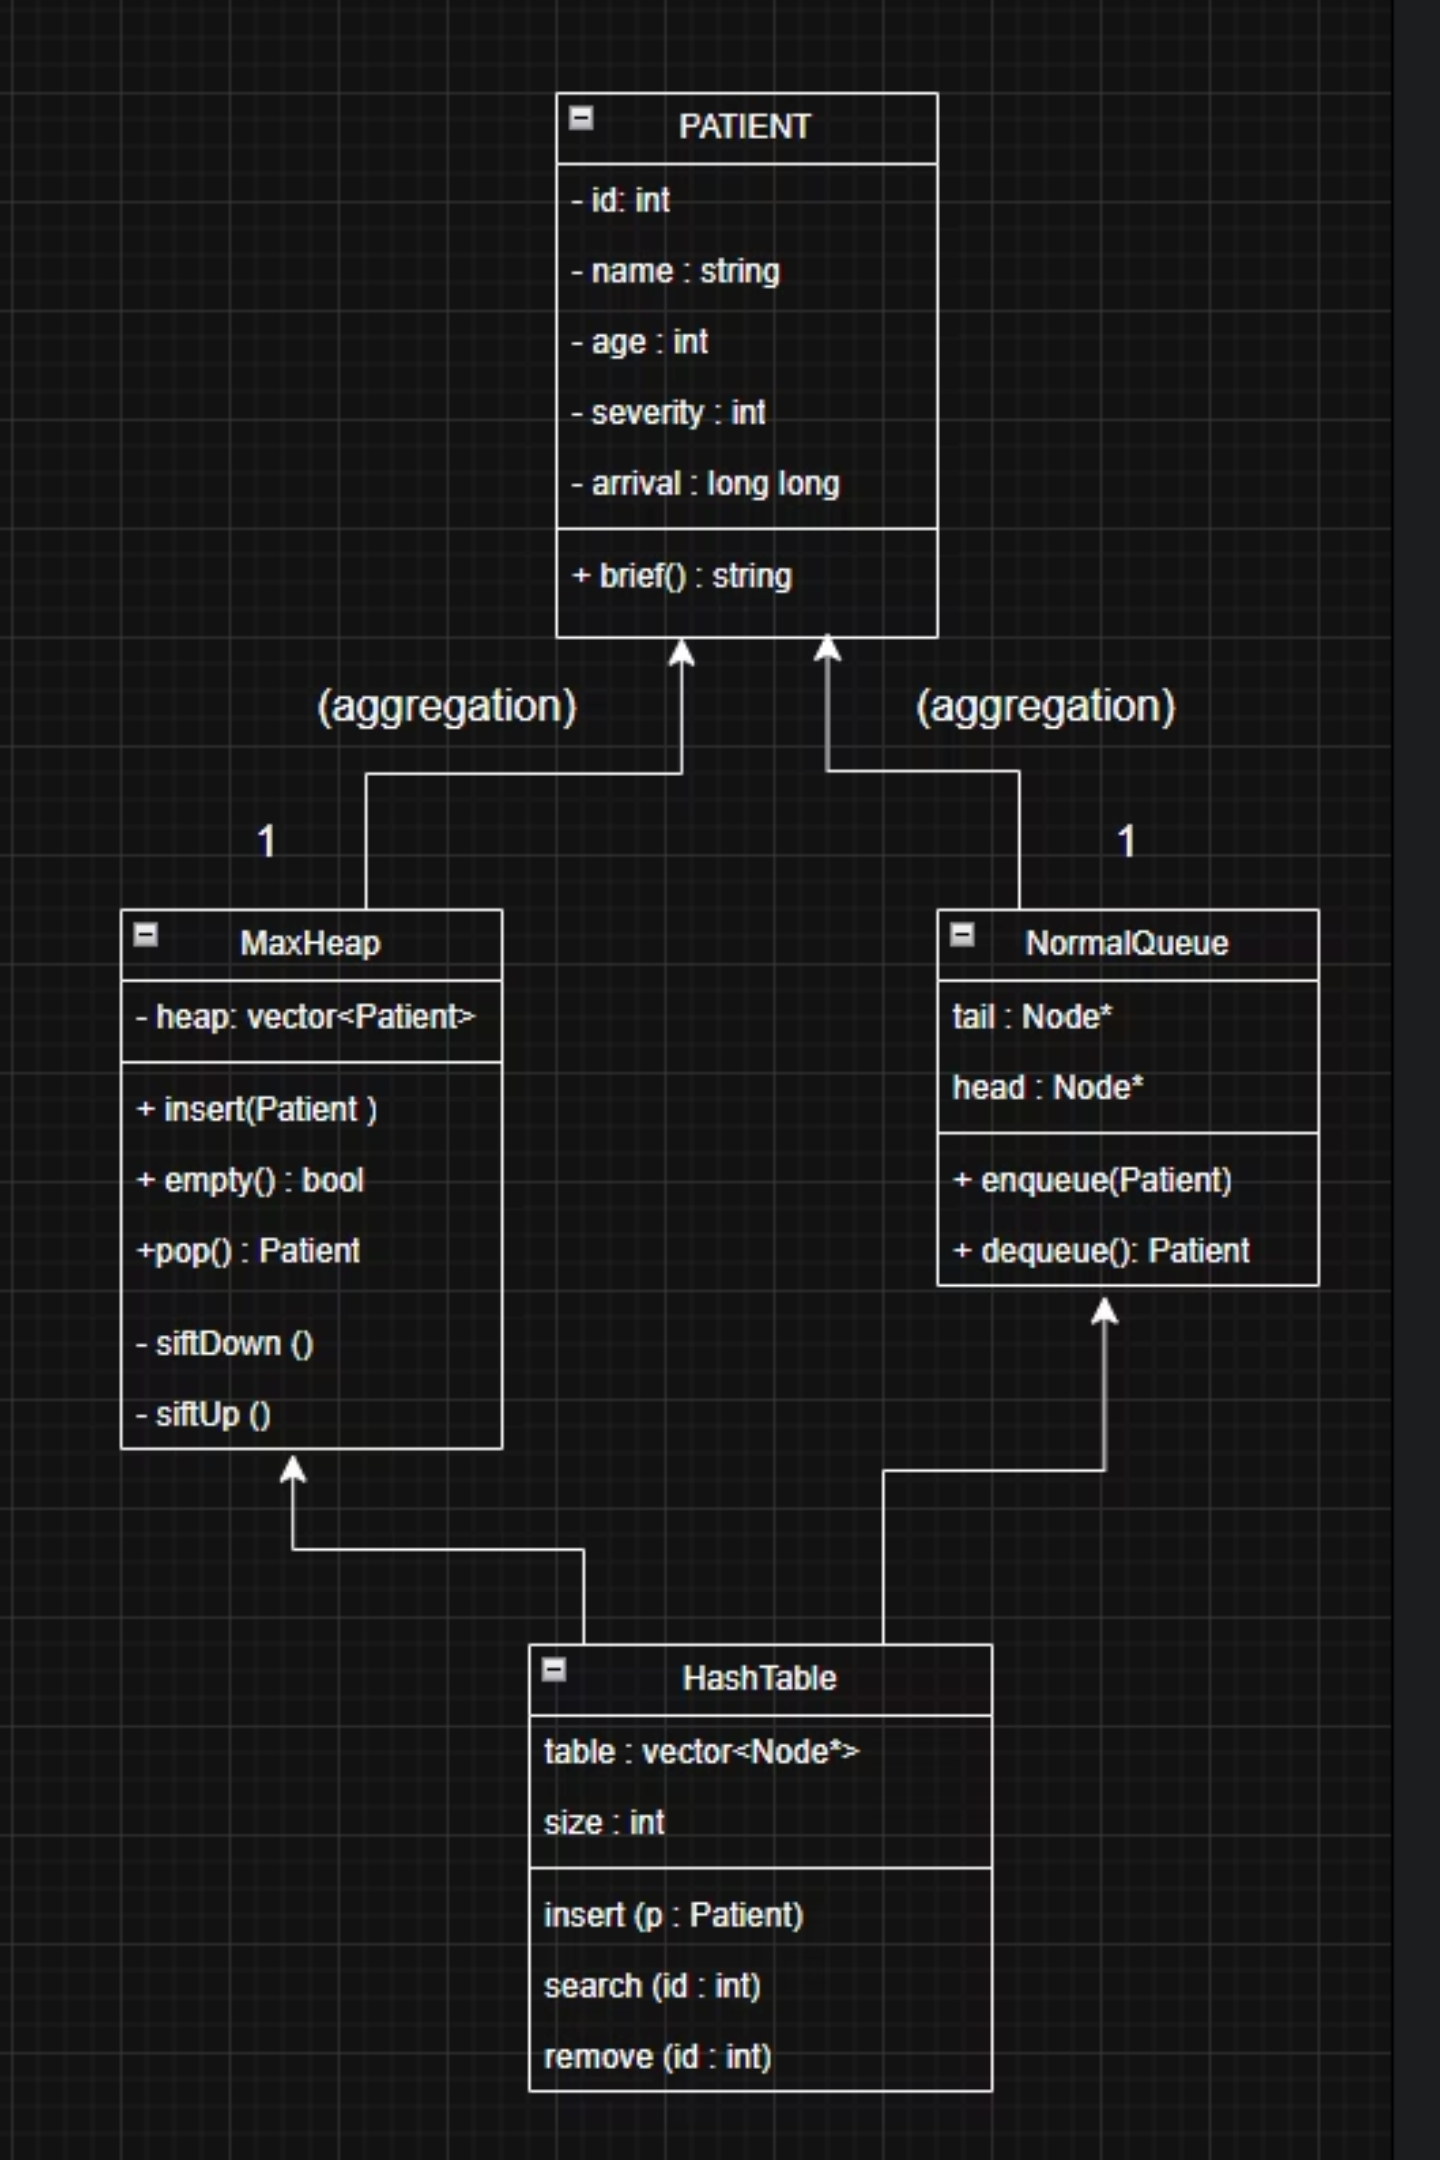 PATIENT
- id: int
- name : string
- age : int
- severity : int
- arrival : long long
+ brief() : string
(aggregation)
(aggregation)
1
1
MaxHeap
- heap: vector<Patient>
+ insert(Patient )
+ empty() : bool
+pop() : Patient
- siftDown ()
- siftUp ()
NormalQueue
tail : Node*
head : Node*
+ enqueue(Patient)
+ dequeue(): Patient
HashTable
table : vector<Node*>
size : int
insert (p : Patient)
search (id : int)
remove (id : int)